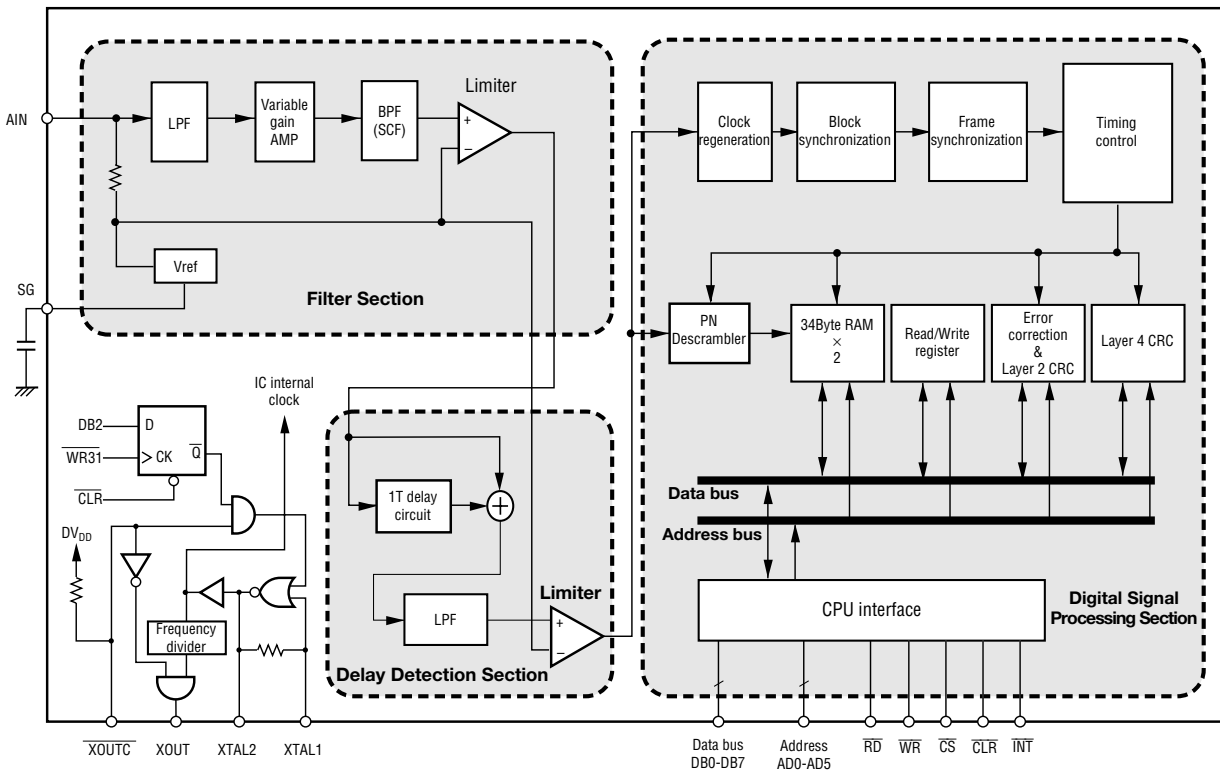 AIN
LPF
Variable
gain
AMP
BPF
(SCF)
Limiter
+
−
Vref
SG
Filter Section
Clock
regeneration
Block
synchronization
Frame
synchronization
Timing
control
PN
Descrambler
34Byte RAM
×
2
Read/Write
register
Error
correction
&
Layer 2 CRC
Layer 4 CRC
Data bus
Address bus
CPU interface
Digital Signal
Processing Section
IC internal
clock
DB2
D
Q
WR31
> CK
CLR
DVDD
1T delay
circuit
+
LPF
Limiter
+
−
Delay Detection Section
Frequency
divider
XOUTC
XOUT
XTAL2
XTAL1
Data bus
DB0-DB7
Address
AD0-AD5
RD
WR
CS
CLR
INT